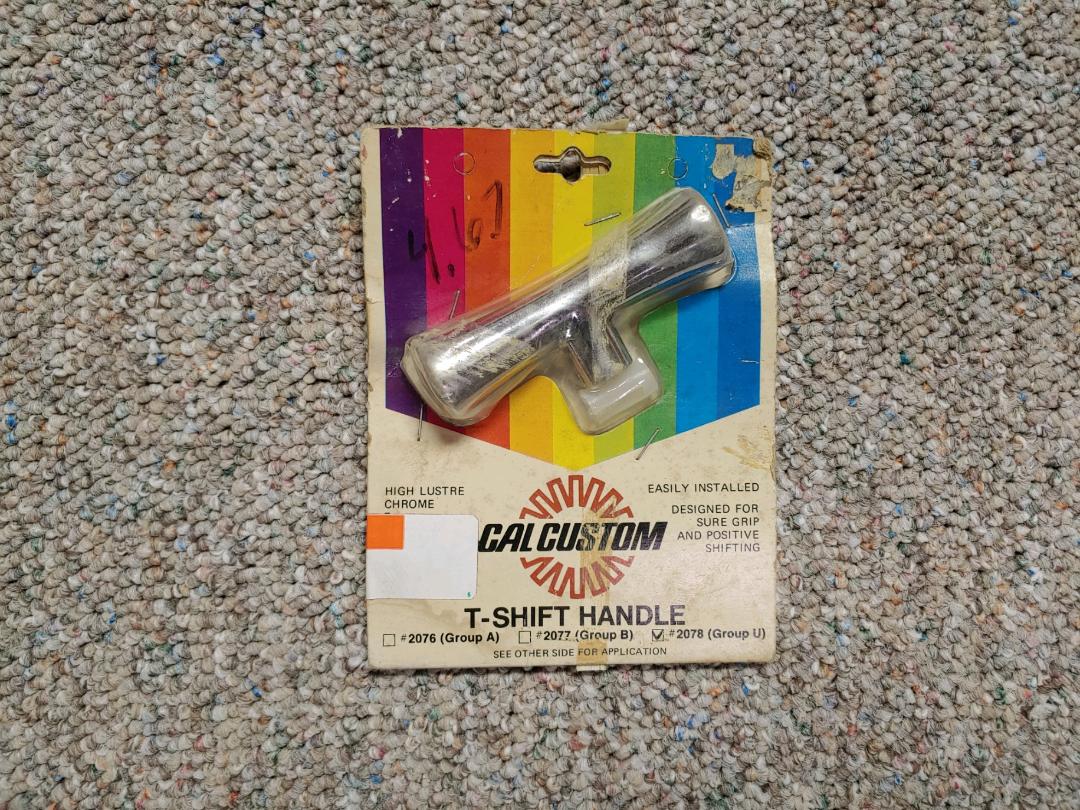 4.67
HIGH LUSTRE
CHROME
EASILY INSTALLED
DESIGNED FOR
SURE GRIP
AND POSITIVE
SHIFTING
CAL CUSTOM
T-SHIFT HANDLE
#2076 (Group A) #2077 (Group B) #2078 (Group U)
SEE OTHER SIDE FOR APPLICATION